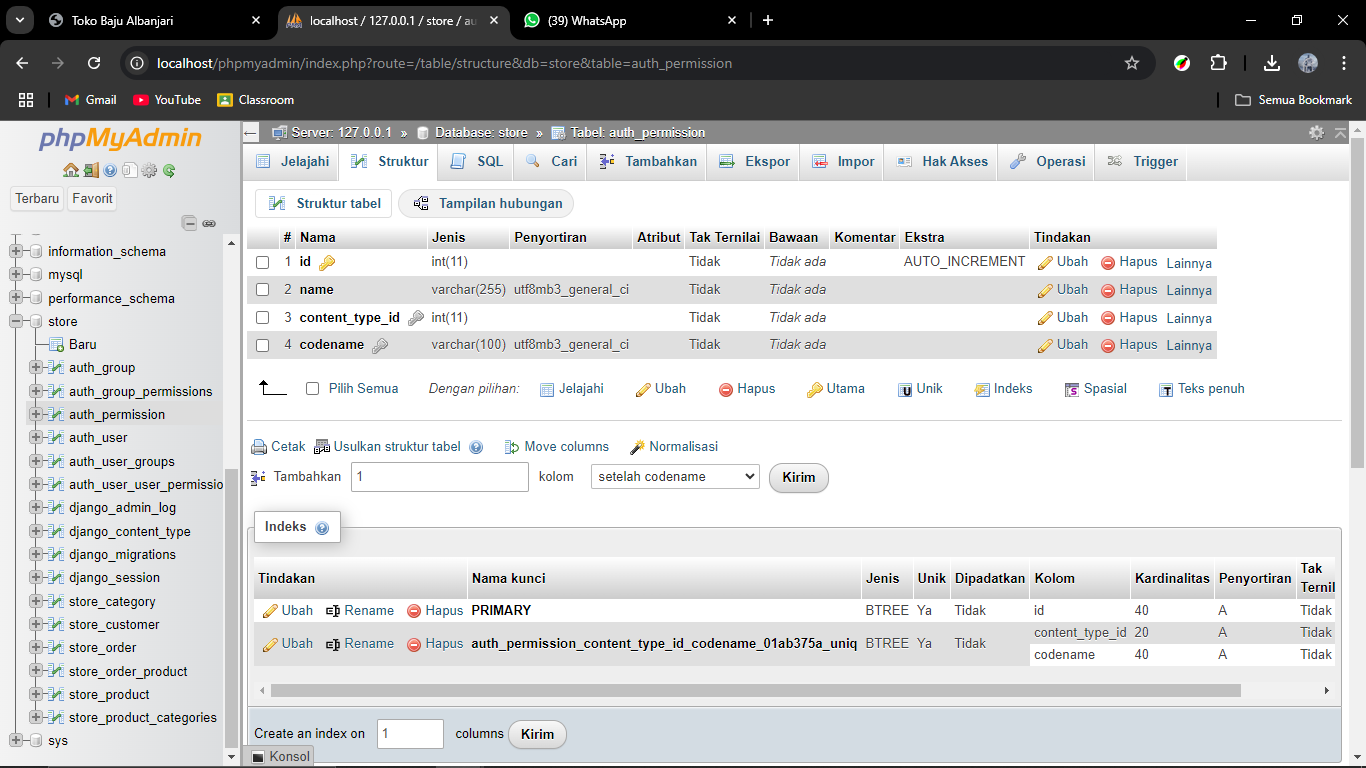 Toko Baju Albanjari
localhost / 127.0.0.1 / store / au
(39) WhatsApp
localhost/phpmyadmin/index.php?route=/table/structure&db=store&table=auth_permission
Gmail YouTube Classroom Semua Bookmark
phpMyAdmin
Terbaru Favorit
information_schema
mysql
performance_schema
store
Baru
auth_group
auth_group_permissions
auth_permission
auth_user
auth_user_groups
auth_user_user_permissio
django_admin_log
django_content_type
django_migrations
django_session
store_category
store_customer
store_order
store_order_product
store_product
store_product_categories
sys
Server: 127.0.0.1 » Database: store » Tabel: auth_permission
Jelajahi Struktur SQL Cari Tambahkan Ekspor Impor Hak Akses Operasi Trigger
Struktur tabel Tampilan hubungan
# Nama Jenis Penyortiran Atribut Tak Ternilai Bawaan Komentar Ekstra Tindakan
1 id int(11) Tidak Tidak ada AUTO_INCREMENT Ubah Hapus Lainnya
2 name varchar(255) utf8mb3_general_ci Tidak Tidak ada Ubah Hapus Lainnya
3 content_type_id int(11) Tidak Tidak ada Ubah Hapus Lainnya
4 codename varchar(100) utf8mb3_general_ci Tidak Tidak ada Ubah Hapus Lainnya
Pilih Semua Dengan pilihan: Jelajahi Ubah Hapus Utama Unik Indeks Spasial Teks penuh
Cetak Usulkan struktur tabel Move columns Normalisasi
Tambahkan 1 kolom setelah codename Kirim
Indeks
Tindakan Nama kunci Jenis Unik Dipadatkan Kolom Kardinalitas Penyortiran Tak Ternil
Ubah Rename Hapus PRIMARY BTREE Ya Tidak id 40 A Tidak
Ubah Rename Hapus auth_permission_content_type_id_codename_01ab375a_uniq BTREE Ya Tidak content_type_id 20 A Tidak
codename 40 A Tidak
Create an index on 1 columns Kirim
Konsol